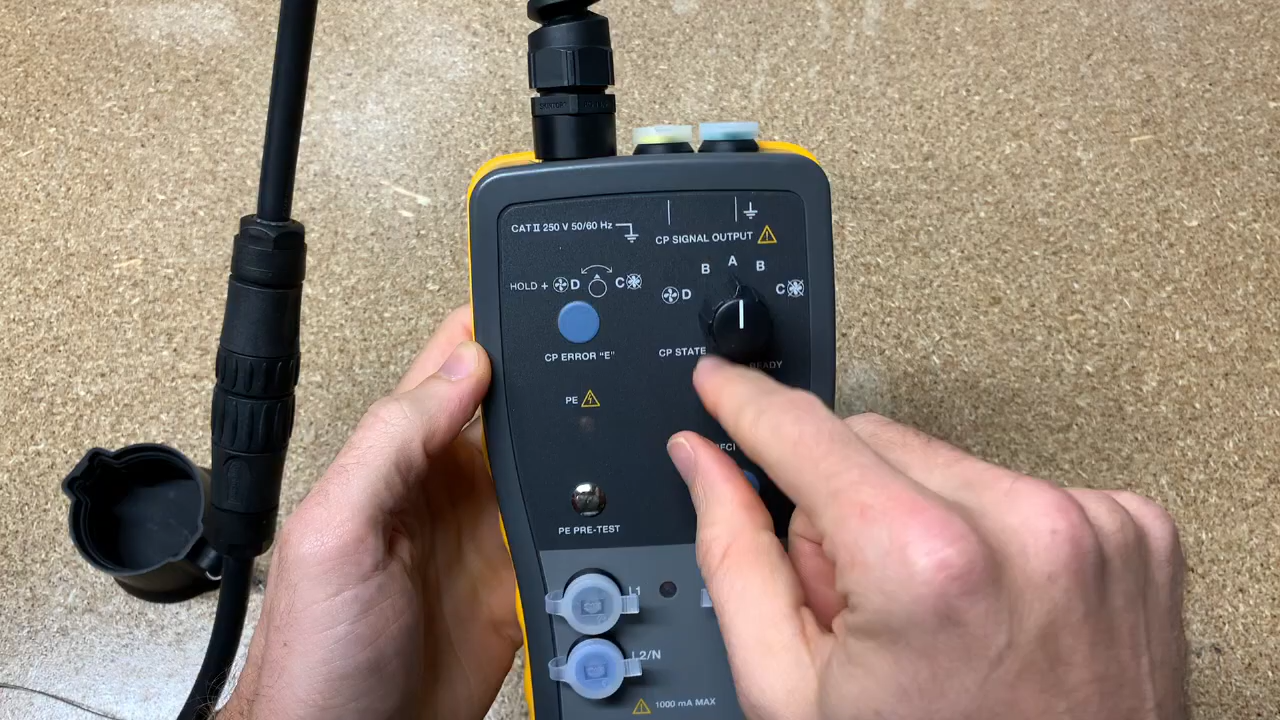 CAT II 250 V 50/60 Hz
CP SIGNAL OUTPUT
B A B
HOLD + D C
D C
CP ERROR "E"
CP STATE
READY
PE
PE PRE-TEST
L1
L2/N
1000 mA MAX